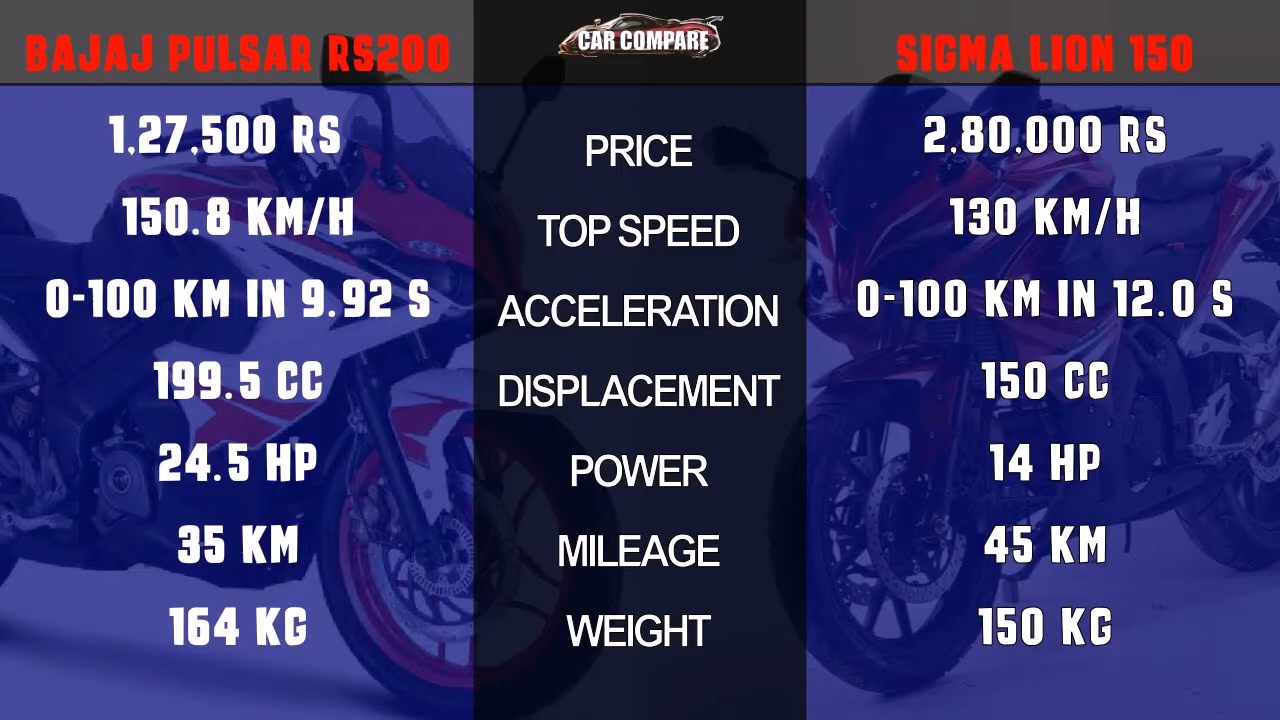 BAJAJ PULSAR RS200 CAR COMPARE SIGMA LION 150
1,27,500 RS PRICE 2,80,000 RS
150.8 KM/H TOP SPEED 130 KM/H
0-100 KM IN 9.92 S ACCELERATION 0-100 KM IN 12.0 S
199.5 CC DISPLACEMENT 150 CC
24.5 HP POWER 14 HP
35 KM MILEAGE 45 KM
164 KG WEIGHT 150 KG